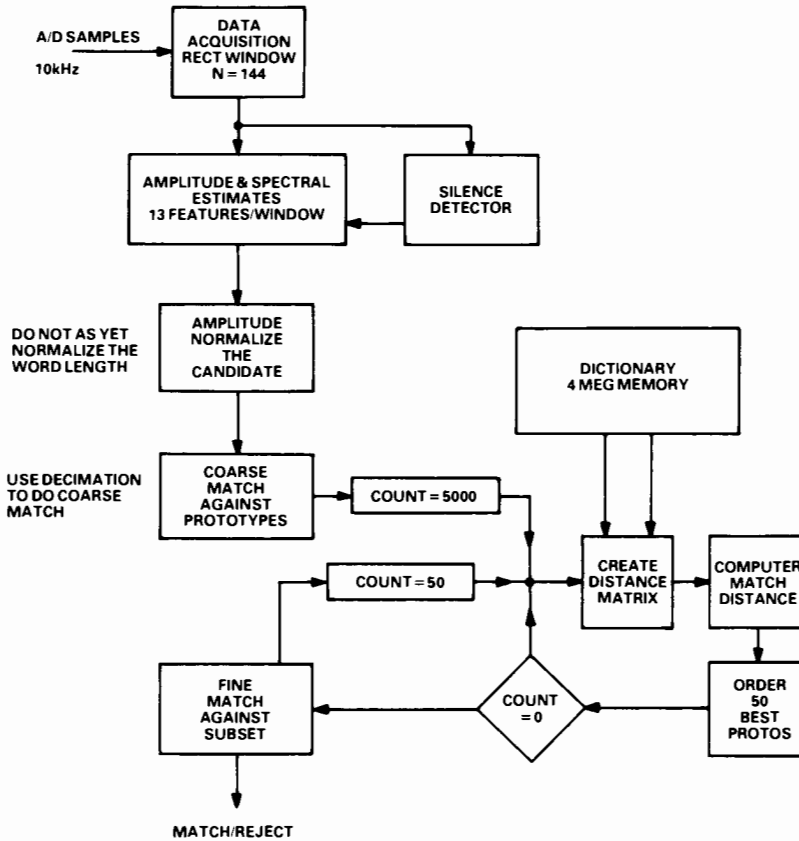 A/D SAMPLES
10kHz
DATA
ACQUISITION
RECT WINDOW
N = 144
AMPLITUDE & SPECTRAL
ESTIMATES
13 FEATURES/WINDOW
SILENCE
DETECTOR
DO NOT AS YET
NORMALIZE THE
WORD LENGTH
AMPLITUDE
NORMALIZE
THE
CANDIDATE
DICTIONARY
4 MEG MEMORY
USE DECIMATION
TO DO COARSE
MATCH
COARSE
MATCH
AGAINST
PROTOTYPES
COUNT = 5000
COUNT = 50
CREATE
DISTANCE
MATRIX
COMPUTER
MATCH
DISTANCE
FINE
MATCH
AGAINST
SUBSET
COUNT
= 0
ORDER
50
BEST
PROTOS
MATCH/REJECT